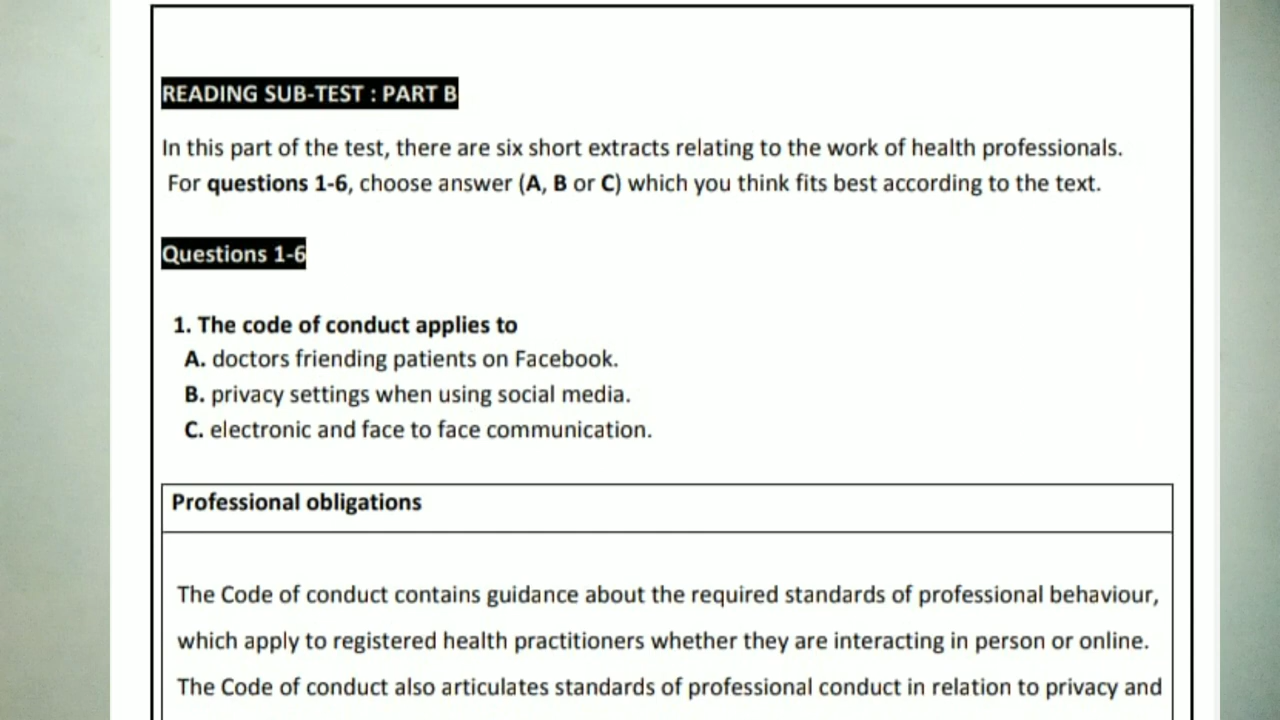 READING SUB-TEST : PART B
In this part of the test, there are six short extracts relating to the work of health professionals.
For questions 1-6, choose answer (A, B or C) which you think fits best according to the text.
Questions 1-6
1. The code of conduct applies to
A. doctors friending patients on Facebook.
B. privacy settings when using social media.
C. electronic and face to face communication.
Professional obligations
The Code of conduct contains guidance about the required standards of professional behaviour,
which apply to registered health practitioners whether they are interacting in person or online.
The Code of conduct also articulates standards of professional conduct in relation to privacy and